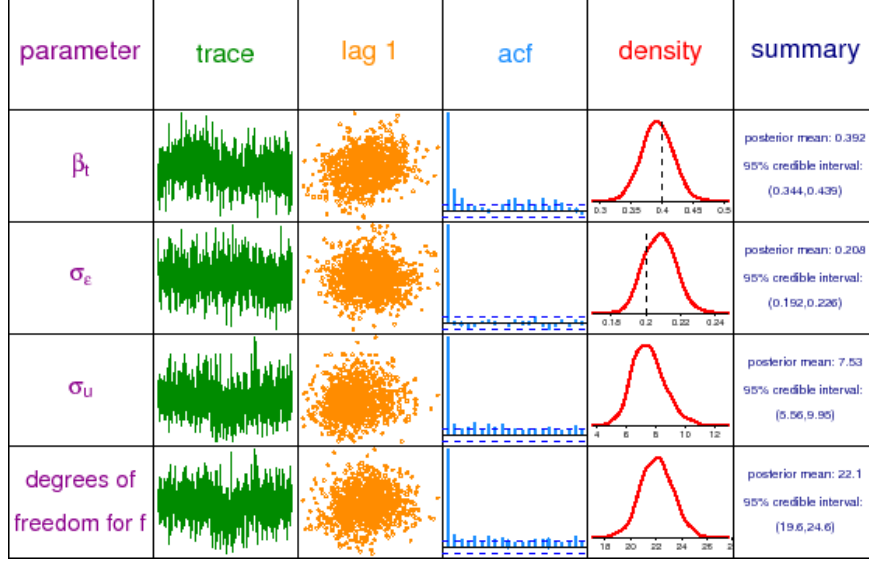 parameter trace lag 1 acf density summary
βt
0.3 0.35 0.4 0.45 0.5
posterior mean: 0.392
95% credible interval:
(0.344,0.439)
σε
0.18 0.2 0.22 0.24
posterior mean: 0.208
95% credible interval:
(0.192,0.226)
σu
4 6 8 10 12
posterior mean: 7.53
95% credible interval:
(5.56,9.95)
degrees of
freedom for f
18 20 22 24 26
posterior mean: 22.1
95% credible interval:
(19.6,24.6)